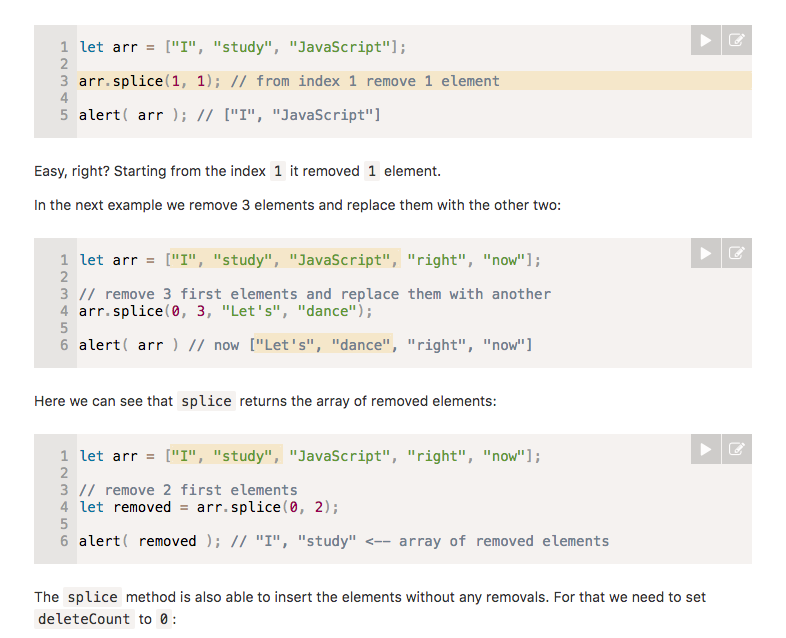 1 let arr = ["I", "study", "JavaScript"];
2
3 arr.splice(1, 1); // from index 1 remove 1 element
4
5 alert( arr ); // ["I", "JavaScript"]
Easy, right? Starting from the index 1 it removed 1 element.
In the next example we remove 3 elements and replace them with the other two:
1 let arr = ["I", "study", "JavaScript", "right", "now"];
2
3 // remove 3 first elements and replace them with another
4 arr.splice(0, 3, "Let's", "dance");
5
6 alert( arr ) // now ["Let's", "dance", "right", "now"]
Here we can see that splice returns the array of removed elements:
1 let arr = ["I", "study", "JavaScript", "right", "now"];
2
3 // remove 2 first elements
4 let removed = arr.splice(0, 2);
5
6 alert( removed ); // "I", "study" <-- array of removed elements
The splice method is also able to insert the elements without any removals. For that we need to set
deleteCount to 0: